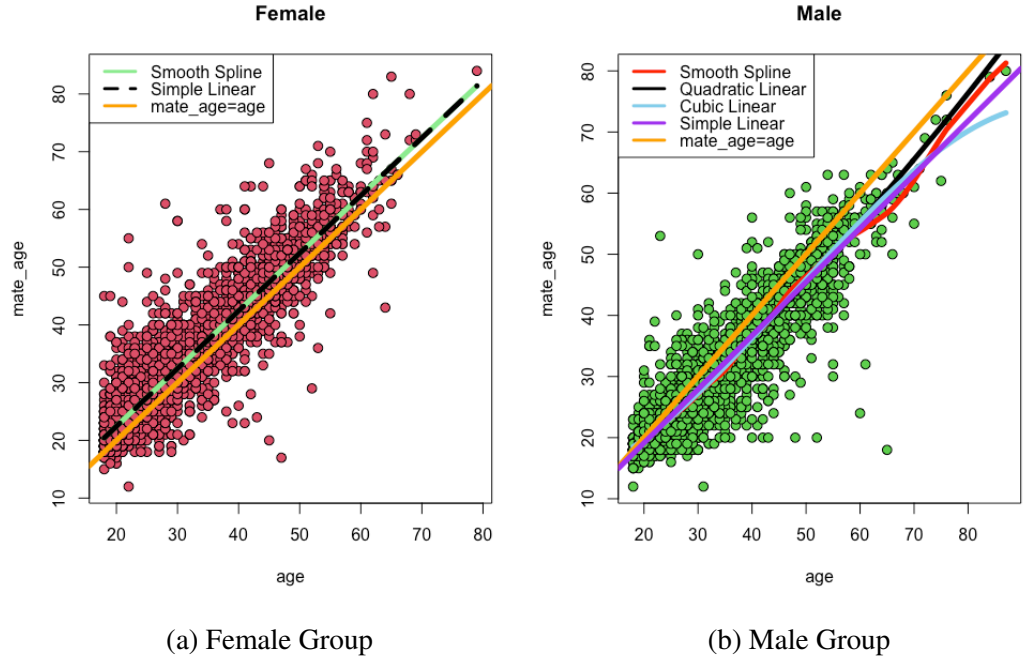 Female
Smooth Spline
Simple Linear
mate_age=age
mate_age
80
70
60
50
40
30
20
10
20 30 40 50 60 70 80
age
(a) Female Group
Male
Smooth Spline
Quadratic Linear
Cubic Linear
Simple Linear
mate_age=age
mate_age
80
70
60
50
40
30
20
10
20 30 40 50 60 70 80
age
(b) Male Group